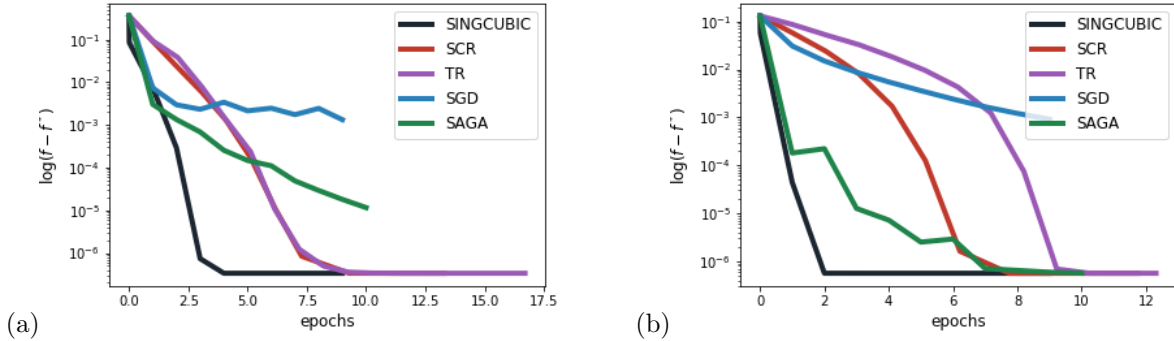 SINGCUBIC
SCR
TR
SGD
SAGA
log(f − f*)
10⁻¹
10⁻²
10⁻³
10⁻⁴
10⁻⁵
10⁻⁶
0.0 2.5 5.0 7.5 10.0 12.5 15.0 17.5
epochs
(a)
SINGCUBIC
SCR
TR
SGD
SAGA
log(f − f*)
10⁻¹
10⁻²
10⁻³
10⁻⁴
10⁻⁵
10⁻⁶
0 2 4 6 8 10 12
epochs
(b)